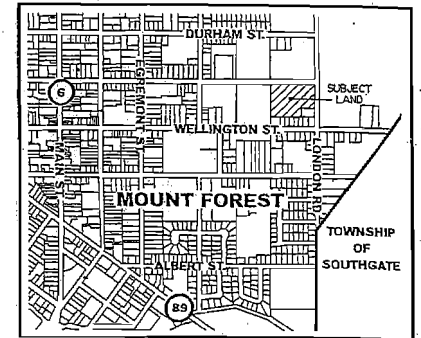 DURHAM ST.
EGREMONT ST.
6
SUBJECT
LAND
WELLINGTON ST.
MAIN ST.
LONDON RD.
MOUNT FOREST
TOWNSHIP
OF
SOUTHGATE
ALBERT ST.
89